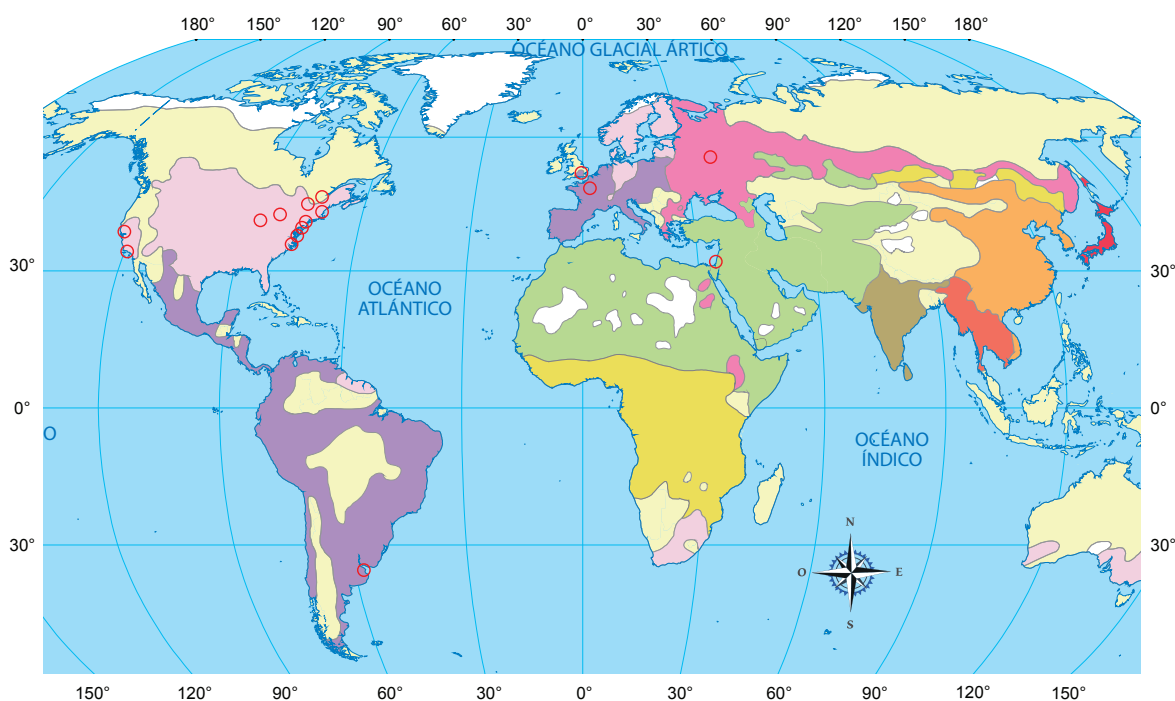 180° 150° 120° 90° 60° 30° 0° 30° 60° 90° 120° 150° 180°
OCÉANO GLACIAL ÁRTICO
30°
30°
OCÉANO
ATLÁNTICO
0°
0°
O
OCÉANO
ÍNDICO
N
30°
30°
O
E
S
150° 120° 90° 60° 30° 0° 30° 60° 90° 120° 150°